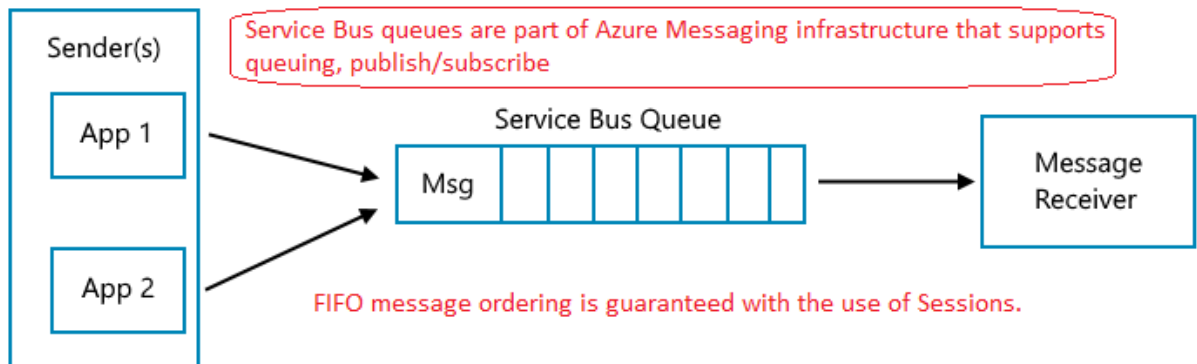 Sender(s)
Service Bus queues are part of Azure Messaging infrastructure that supports
queuing, publish/subscribe
App 1
Service Bus Queue
Msg
Message
Receiver
App 2
FIFO message ordering is guaranteed with the use of Sessions.